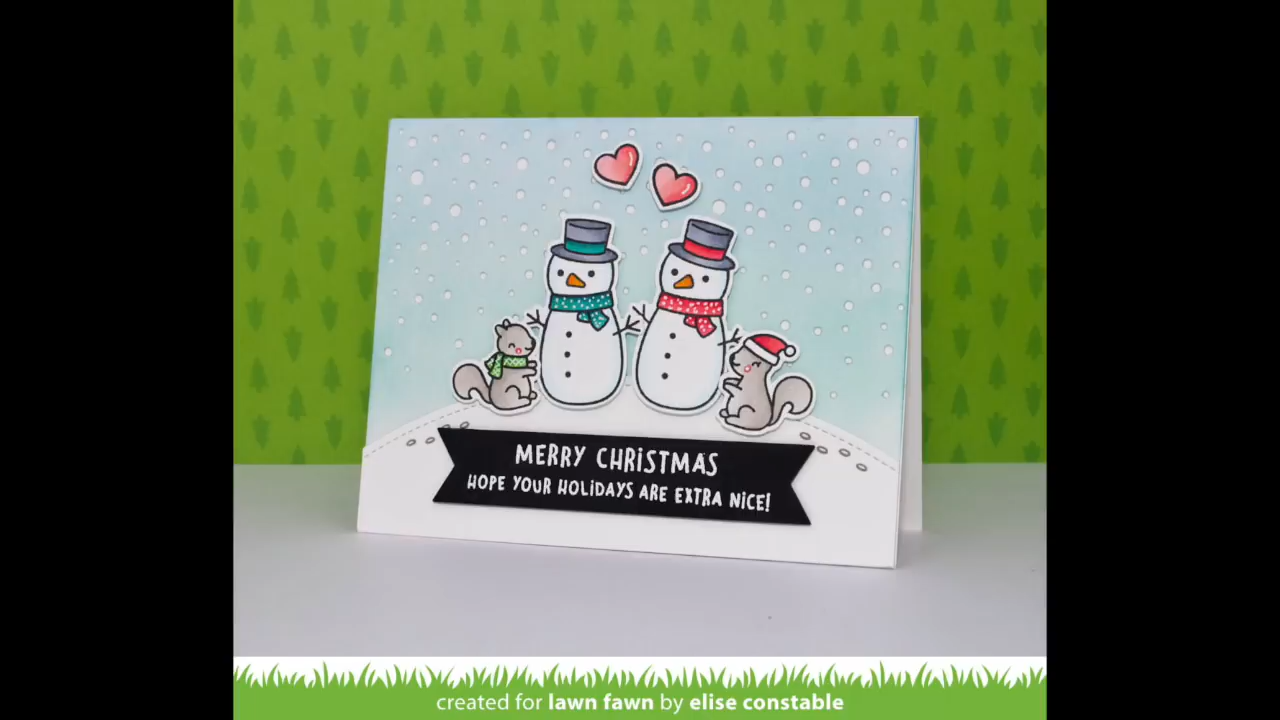 MERRY CHRISTMAS
HOPE YOUR HOLIDAYS ARE EXTRA NICE!
created for lawn fawn by elise constable